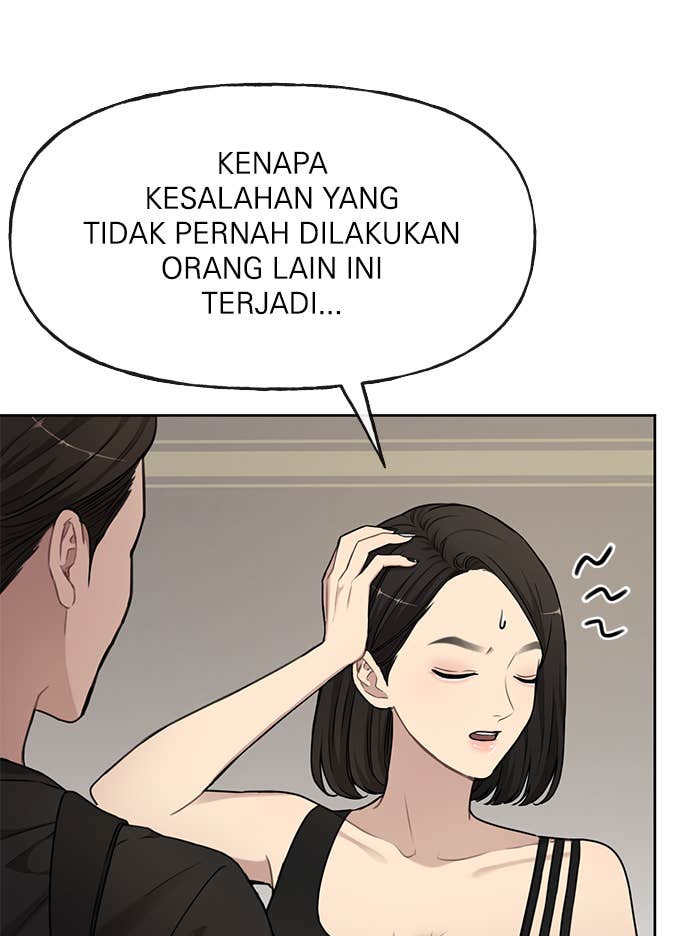 KENAPA
KESALAHAN YANG
TIDAK PERNAH DILAKUKAN
ORANG LAIN INI
TERJADI...